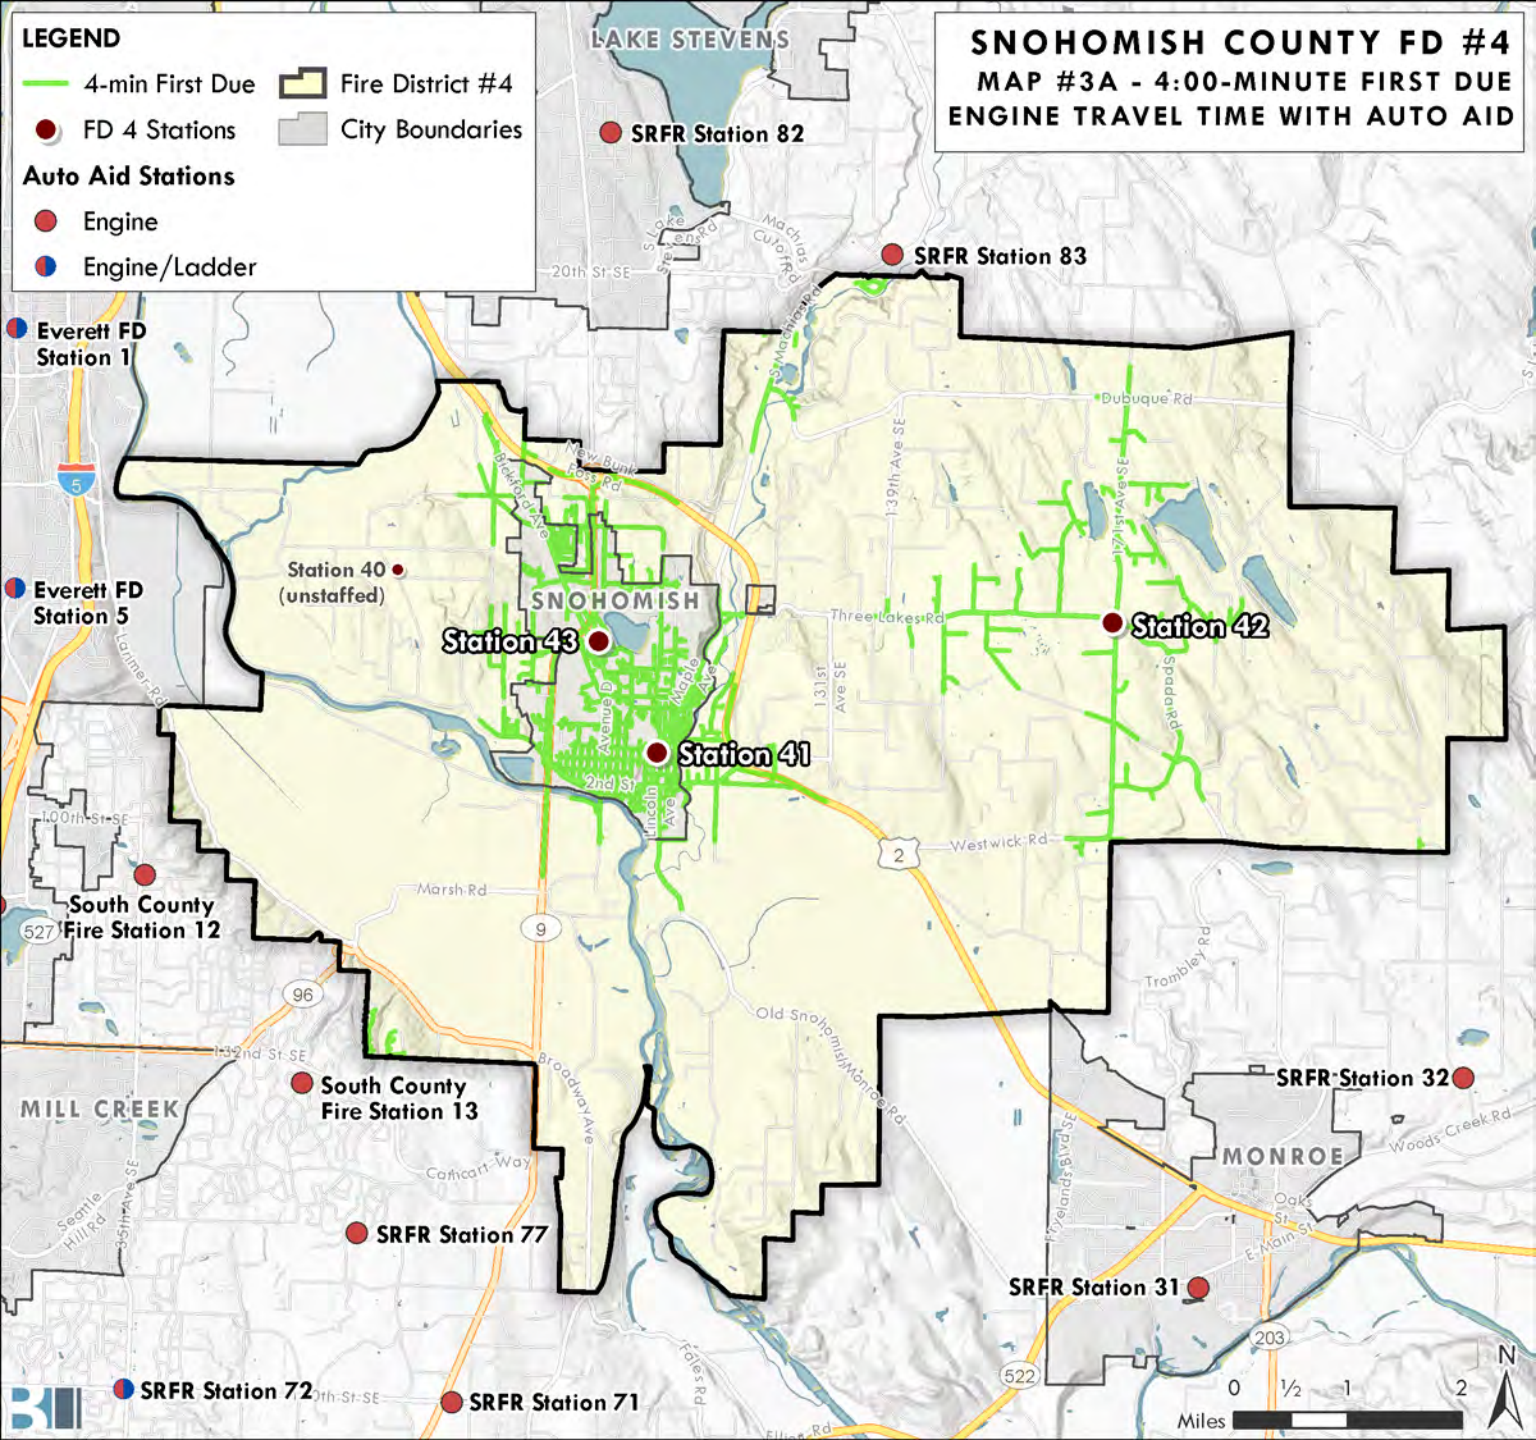 LEGEND
4-min First Due
Fire District #4
FD 4 Stations
City Boundaries
Auto Aid Stations
Engine
Engine/Ladder
SNOHOMISH COUNTY FD #4
MAP #3A - 4:00-MINUTE FIRST DUE
ENGINE TRAVEL TIME WITH AUTO AID
LAKE STEVENS
SRFR Station 82
S Lake
Stevens Rd
Machias
Cutoff Rd
20th St SE
SRFR Station 83
S Machias Rd
Everett FD
Station 1
Dubuque Rd
139th Ave SE
171st Ave SE
New Bunk
Foss Rd
Bickford Ave
5
Station 40
(unstaffed)
SNOHOMISH
Everett FD
Station 5
Larimer Rd
Station 43
Three Lakes Rd
Station 42
Maple
Ave
131st
Ave SE
Spada Rd
Avenue D
Station 41
2nd St
Lincoln
Ave
100th St SE
Westwick Rd
2
Marsh Rd
South County
Fire Station 12
527
9
96
Trombley Rd
Old Snohomish Monroe Rd
132nd St SE
Broadway Ave
South County
Fire Station 13
MILL CREEK
SRFR Station 32
Woods Creek Rd
MONROE
Fryelands Blvd SE
Cathcart Way
Seattle
Hill Rd
35th Ave SE
Oaks
St
E Main St
SRFR Station 77
SRFR Station 31
203
522
Fales Rd
SRFR Station 72
0th St SE
SRFR Station 71
Elliott Rd
N
0 ½ 1 2
Miles